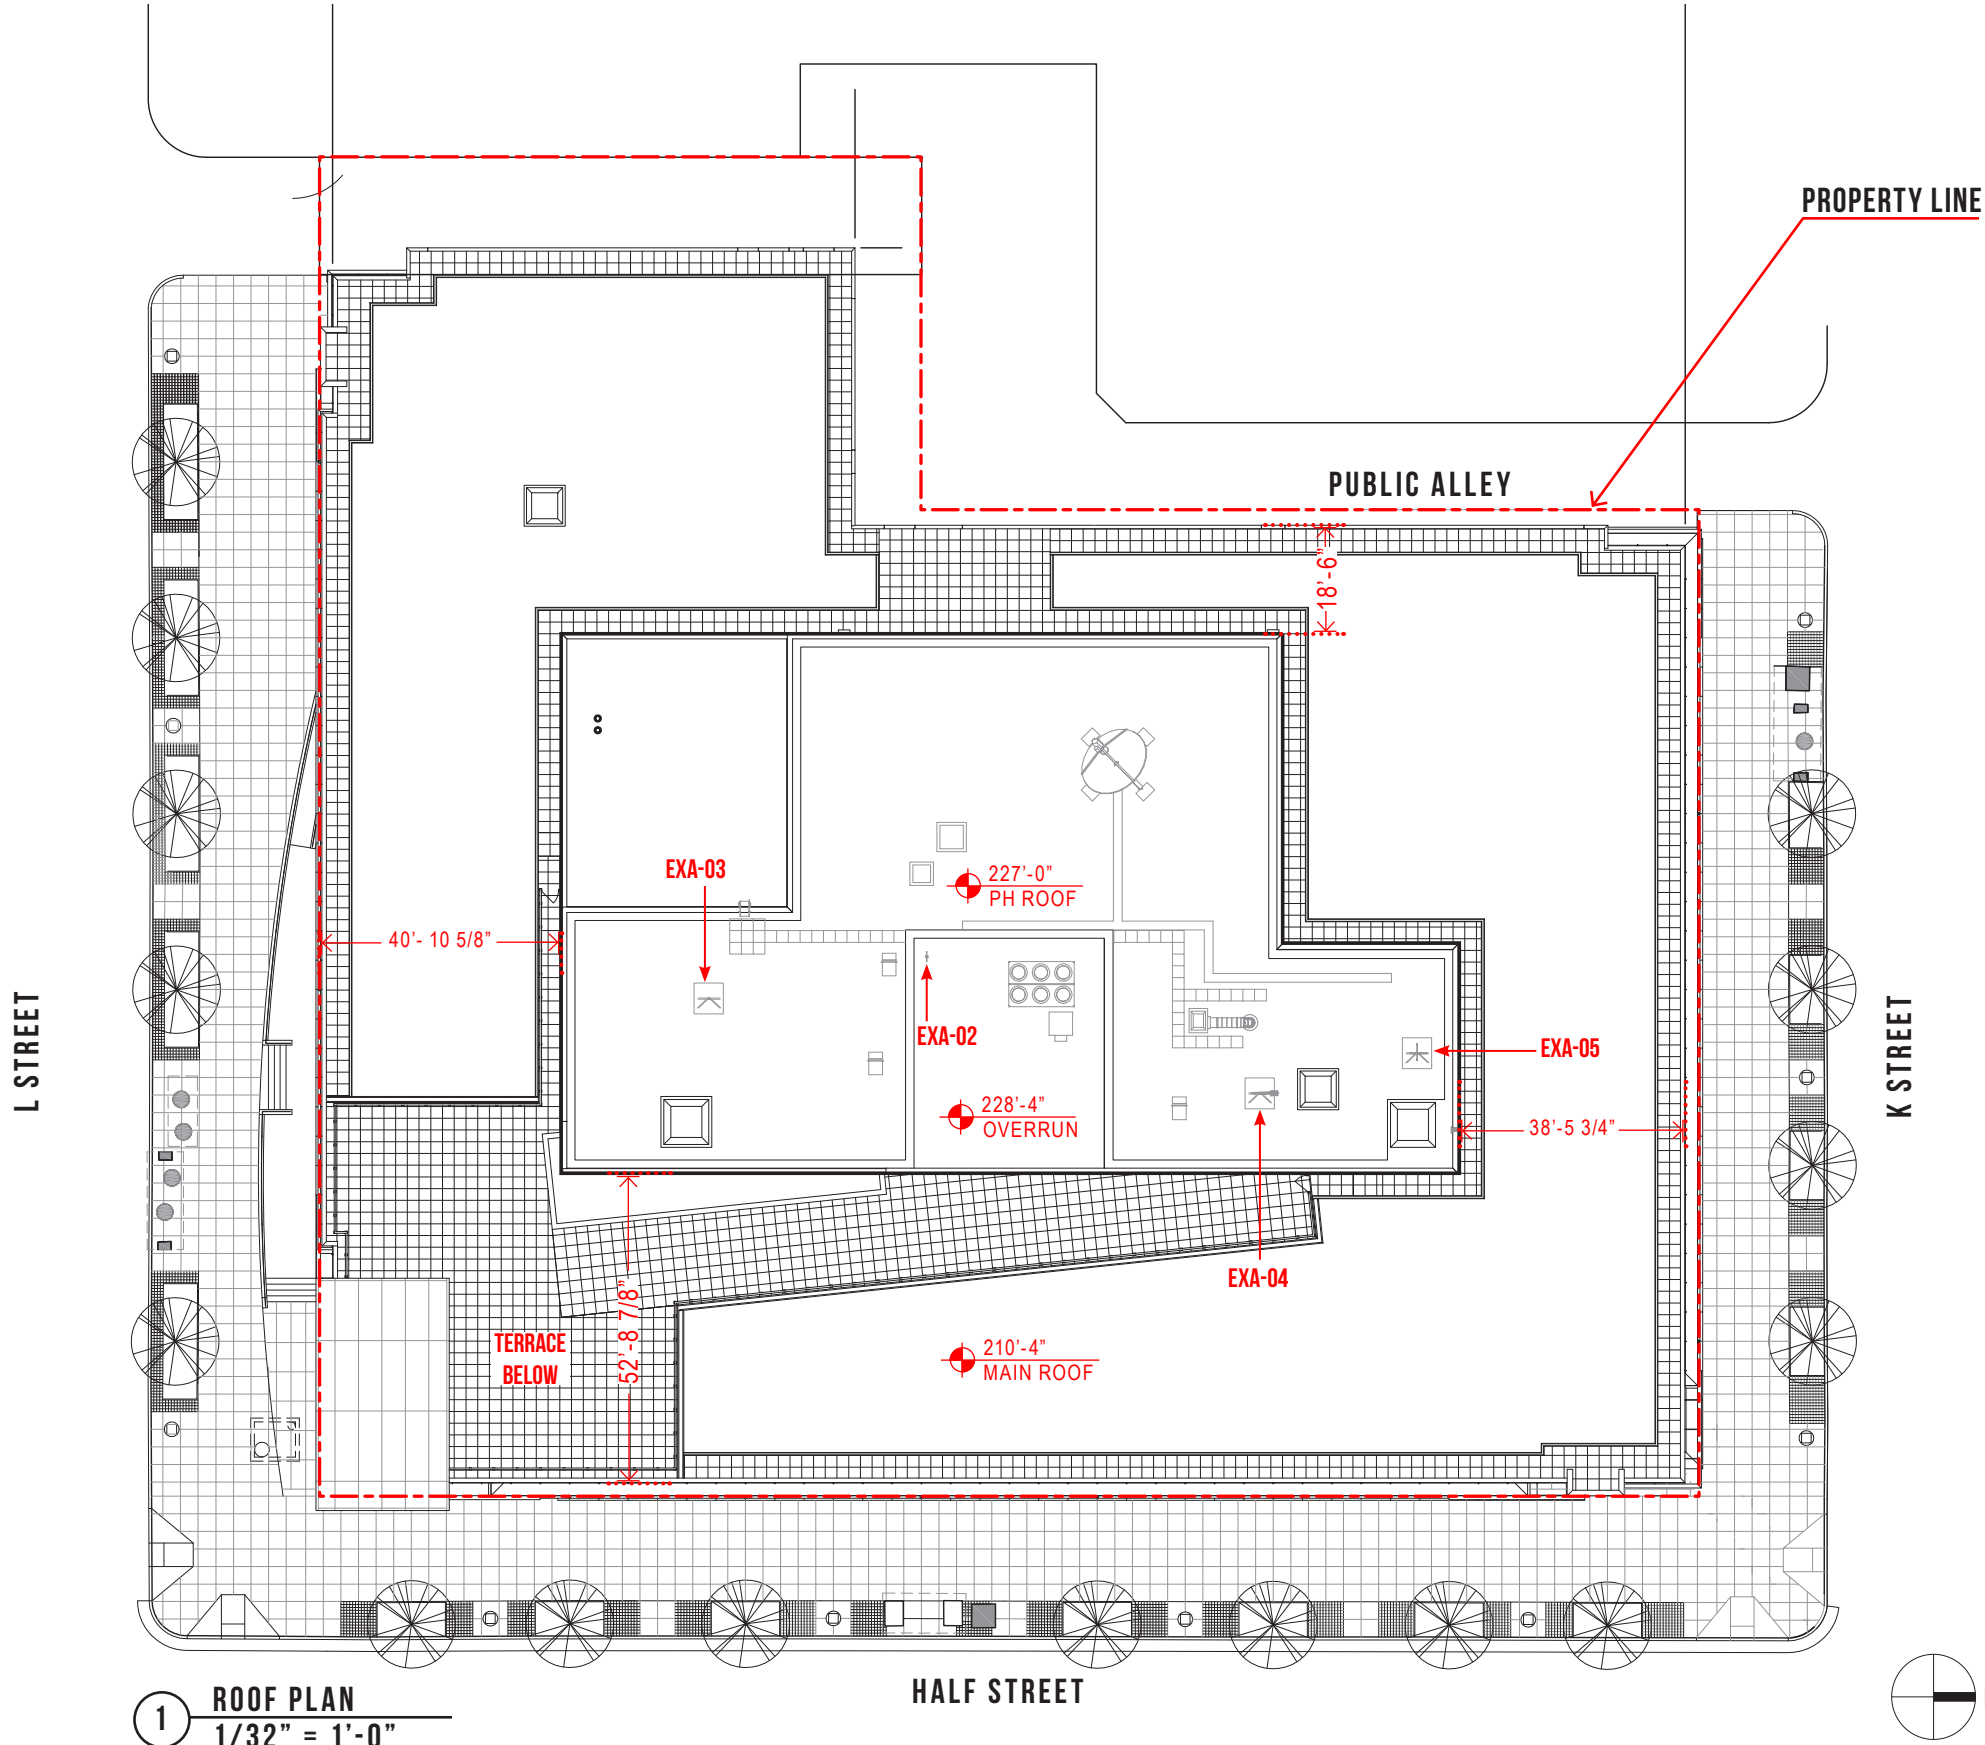 PROPERTY LINE
PUBLIC ALLEY
18'-6"
EXA-03
227'-0"
PH ROOF
40'- 10 5/8"
EXA-02
EXA-05
L STREET
K STREET
228'-4"
OVERRUN
38'-5 3/4"
EXA-04
52'-8 7/8"
TERRACE
BELOW
210'-4"
MAIN ROOF
HALF STREET
1
ROOF PLAN
1/32" = 1'-0"